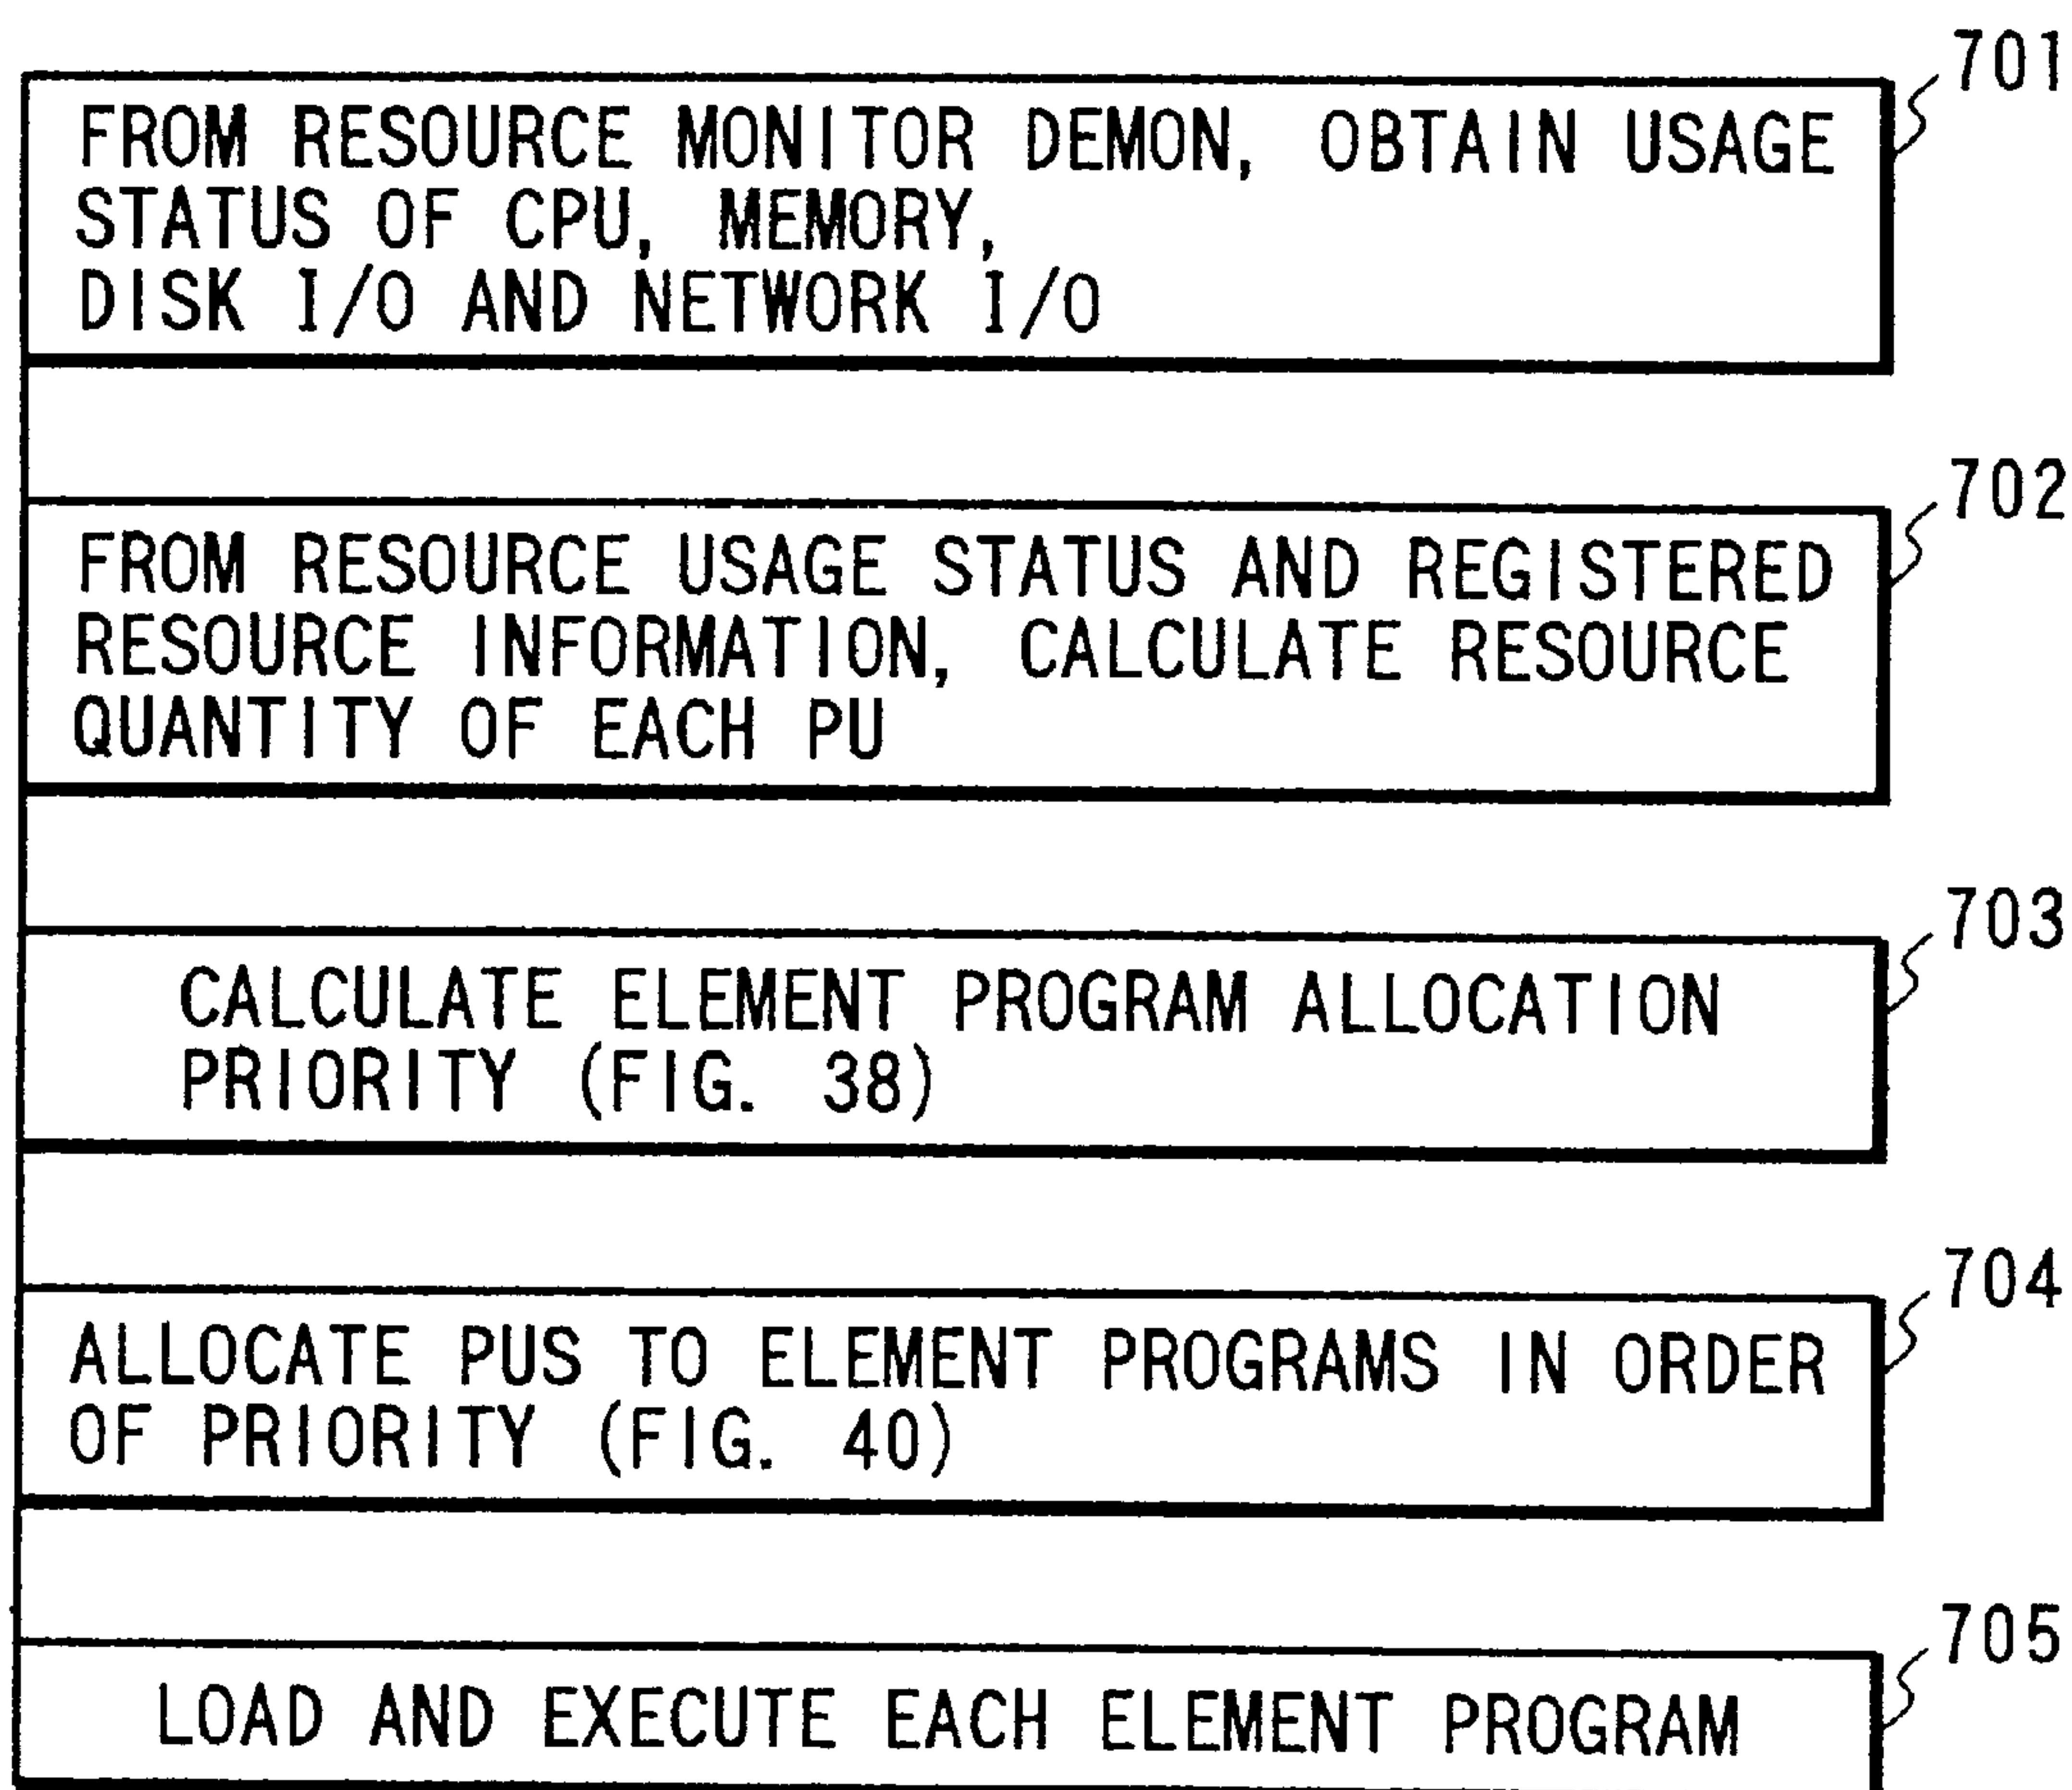 701
FROM RESOURCE MONITOR DEMON, OBTAIN USAGE
STATUS OF CPU, MEMORY,
DISK I/O AND NETWORK I/O
702
FROM RESOURCE USAGE STATUS AND REGISTERED
RESOURCE INFORMATION, CALCULATE RESOURCE
QUANTITY OF EACH PU
703
CALCULATE ELEMENT PROGRAM ALLOCATION
PRIORITY (FIG. 38)
704
ALLOCATE PUS TO ELEMENT PROGRAMS IN ORDER
OF PRIORITY (FIG. 40)
705
LOAD AND EXECUTE EACH ELEMENT PROGRAM